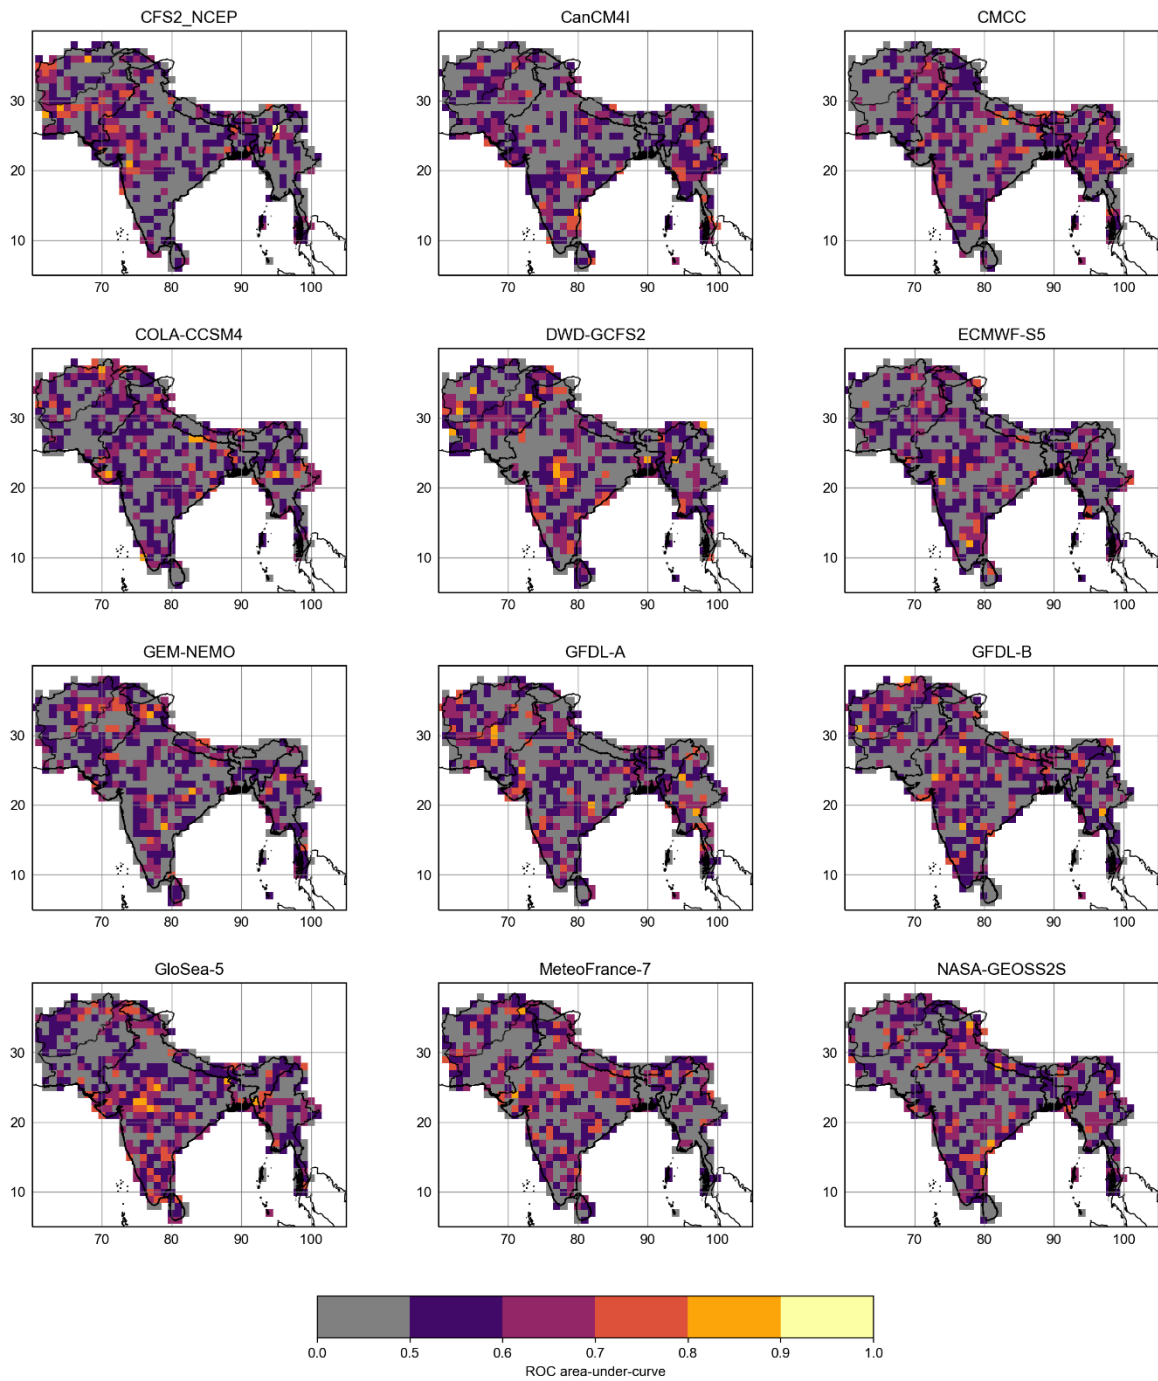 CFS2_NCEP CanCM4I CMCC
30 30 30
20 20 20
10 10 10
70 80 90 100 70 80 90 100 70 80 90 100
COLA-CCSM4 DWD-GCFS2 ECMWF-S5
30 30 30
20 20 20
10 10 10
70 80 90 100 70 80 90 100 70 80 90 100
GEM-NEMO GFDL-A GFDL-B
30 30 30
20 20 20
10 10 10
70 80 90 100 70 80 90 100 70 80 90 100
GloSea-5 MeteoFrance-7 NASA-GEOSS2S
30 30 30
20 20 20
10 10 10
70 80 90 100 70 80 90 100 70 80 90 100
0.0 0.5 0.6 0.7 0.8 0.9 1.0
ROC area-under-curve